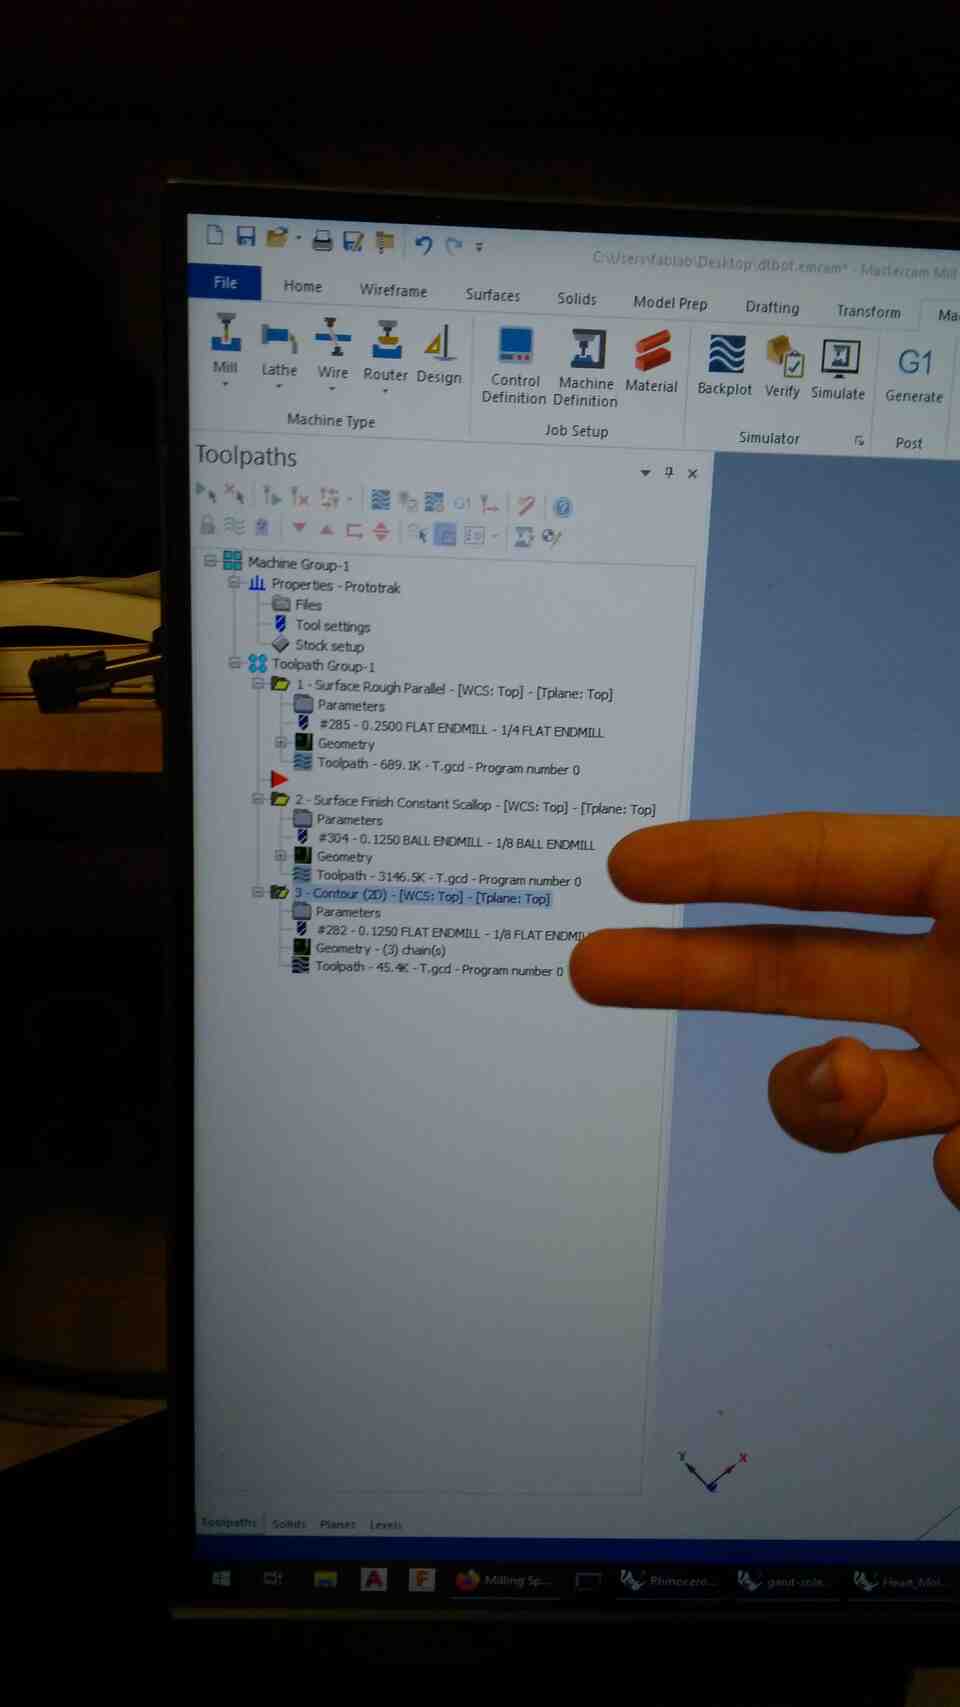 C:\Users\fablab\Desktop\dtbot.emcam* - Mastercam Mill
File Home Wireframe Surfaces Solids Model Prep Drafting Transform Mac
Mill Lathe Wire Router Design Control Definition Machine Definition Material Backplot Verify Simulate G1 Generate
Machine Type Job Setup Simulator Post
Toolpaths
G1
Machine Group-1
Properties - Prototrak
Files
Tool settings
Stock setup
Toolpath Group-1
1 - Surface Rough Parallel - [WCS: Top] - [Tplane: Top]
Parameters
#285 - 0.2500 FLAT ENDMILL - 1/4 FLAT ENDMILL
Geometry
Toolpath - 689.1K - T.gcd - Program number 0
2 - Surface Finish Constant Scallop - [WCS: Top] - [Tplane: Top]
Parameters
#304 - 0.1250 BALL ENDMILL - 1/8 BALL ENDMILL
Geometry
Toolpath - 3146.5K - T.gcd - Program number 0
3 - Contour (2D) - [WCS: Top] - [Tplane: Top]
Parameters
#282 - 0.1250 FLAT ENDMILL - 1/8 FLAT ENDMIL
Geometry - (3) chain(s)
Toolpath - 45.4K - T.gcd - Program number 0
Y X
Toolpaths Solids Planes Levels
A F Milling Sp... Rhinocero...